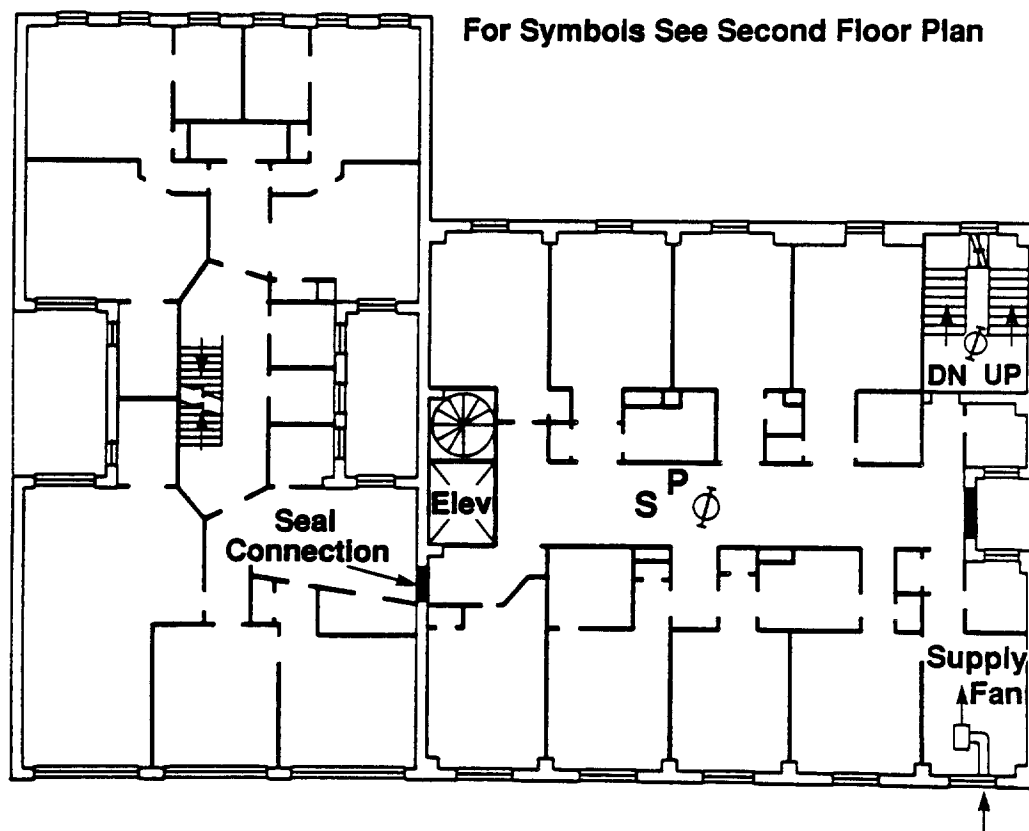 For Symbols See Second Floor Plan
DN UP
Elev
S
P
Seal
Connection
Supply
Fan